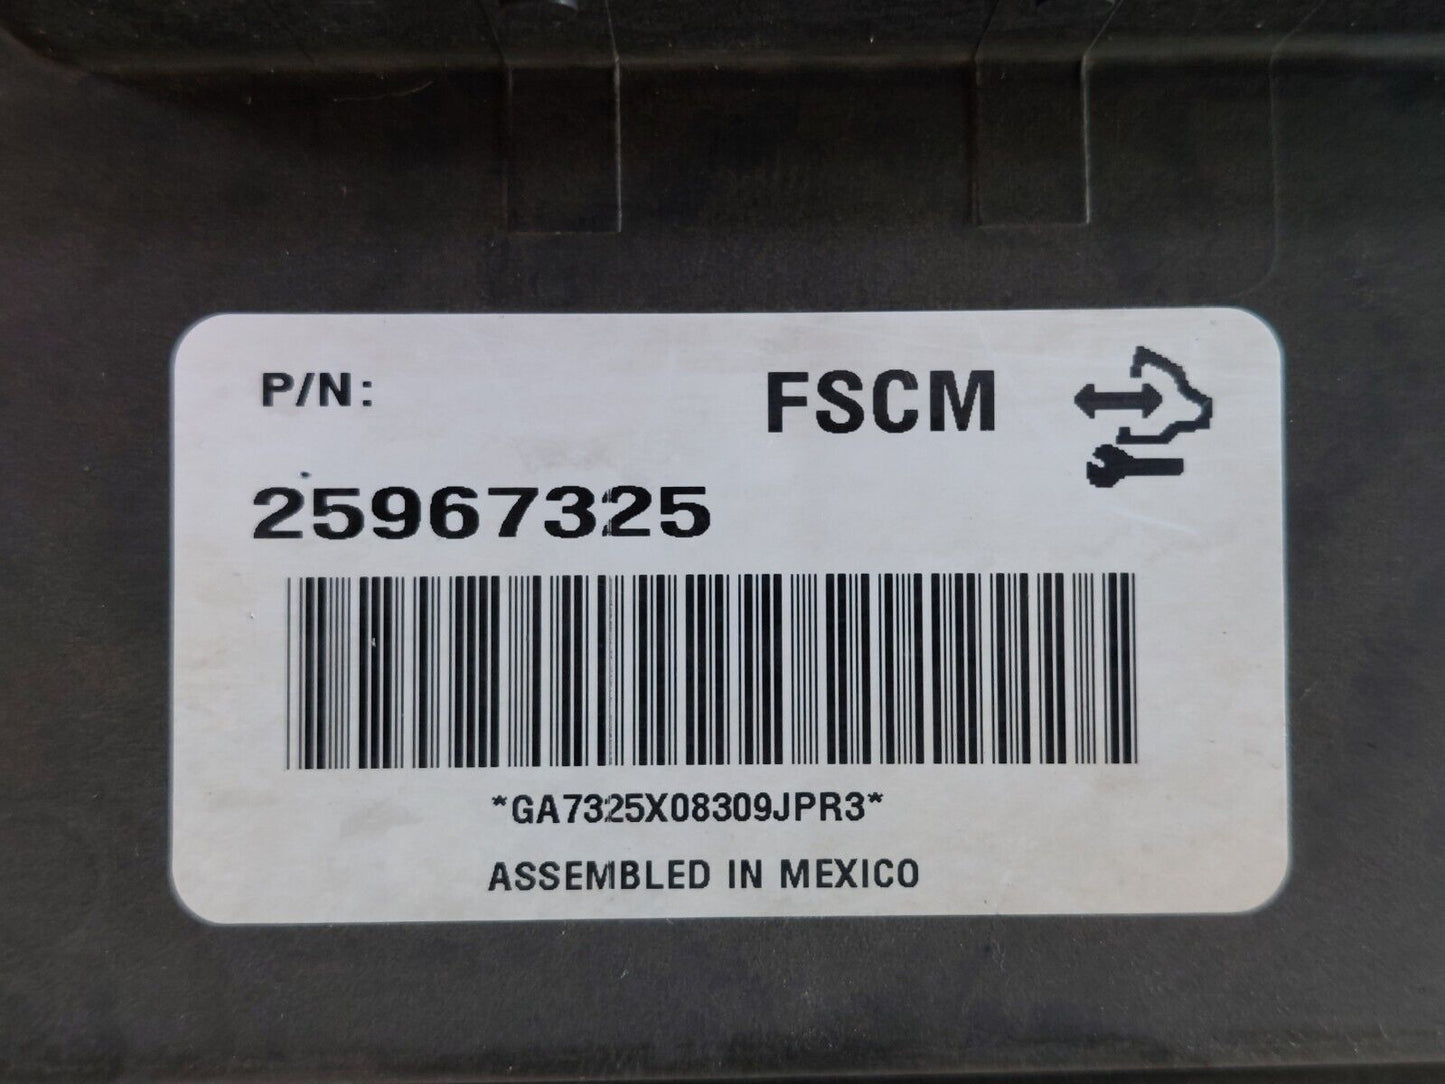 P/N:
FSCM
25967325
*GA7325X08309JPR3*
ASSEMBLED IN MEXICO